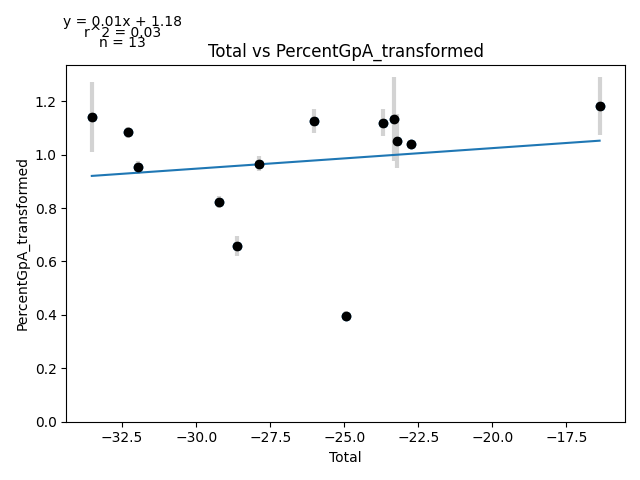 y = 0.01x + 1.18
r^2 = 0.03
n = 13
Total vs PercentGpA_transformed
PercentGpA_transformed
1.2
1.0
0.8
0.6
0.4
0.2
0.0
−32.5 −30.0 −27.5 −25.0 −22.5 −20.0 −17.5
Total